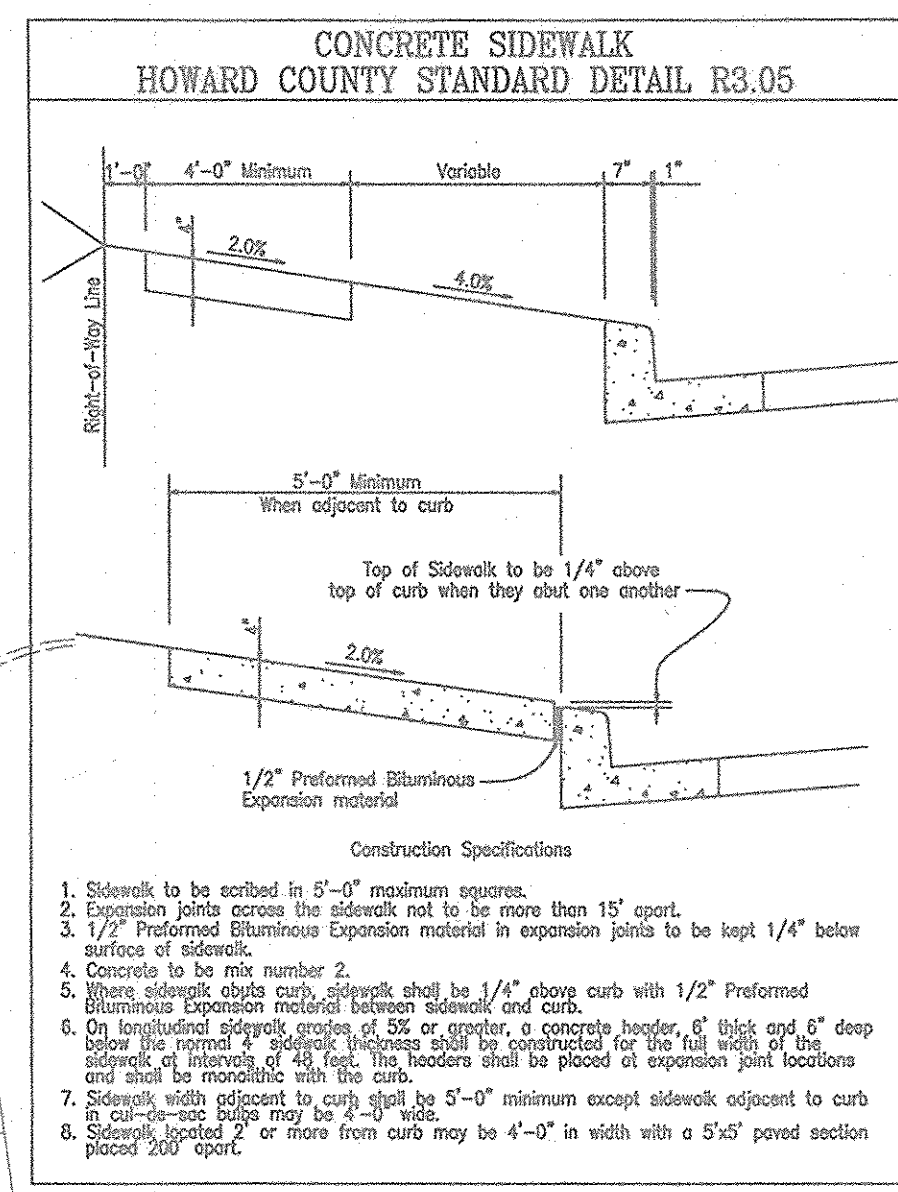 CONCRETE SIDEWALK
HOWARD COUNTY STANDARD DETAIL R3.05
1'-0"
4'-0" Minimum
Variable
7"
1"
4"
2.0%
4.0%
Right-of-Way Line
5'-0" Minimum
When adjacent to curb
Top of Sidewalk to be 1/4" above
top of curb when they abut one another
4"
2.0%
1/2" Preformed Bituminous
Expansion material
Construction Specifications
1. Sidewalk to be scribed in 5'-0" maximum squares.
2. Expansion joints across the sidewalk not to be more than 15' apart.
3. 1/2" Preformed Bituminous Expansion material in expansion joints to be kept 1/4" below
surface of sidewalk.
4. Concrete to be mix number 2.
5. Where sidewalk abuts curb, sidewalk shall be 1/4" above curb with 1/2" Preformed
Bituminous Expansion material between sidewalk and curb.
6. On longitudinal sidewalk grades of 5% or greater, a concrete header, 6' thick and 6" deep
below the normal 4" sidewalk thickness shall be constructed for the full width of the
sidewalk at intervals of 48 feet. The headers shall be placed at expansion joint locations
and shall be monolithic with the curb.
7. Sidewalk width adjacent to curb shall be 5'-0" minimum except sidewalk adjacent to curb
in cul-de-sac bulbs may be 4'-0" wide.
8. Sidewalk located 2' or more from curb may be 4'-0" in width with a 5'x5' paved section
placed 200' apart.